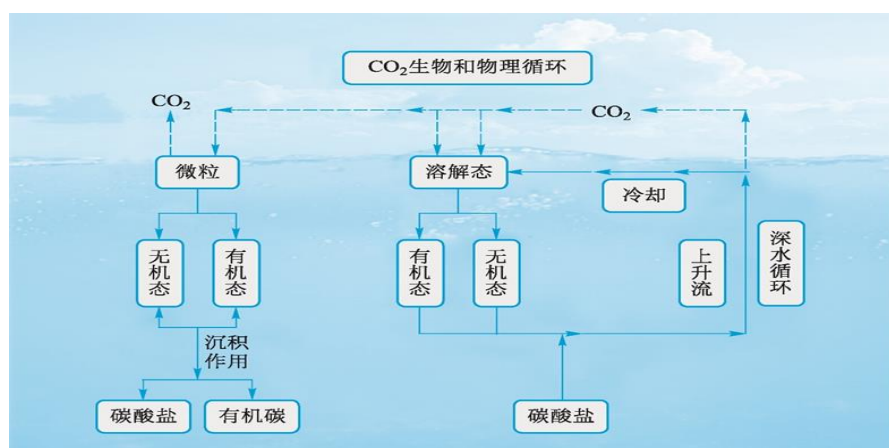 CO₂生物和物理循环
CO₂
CO₂
微粒
溶解态
冷却
无机态
有机态
有机态
无机态
上升流
深水循环
沉积
作用
碳酸盐
有机碳
碳酸盐